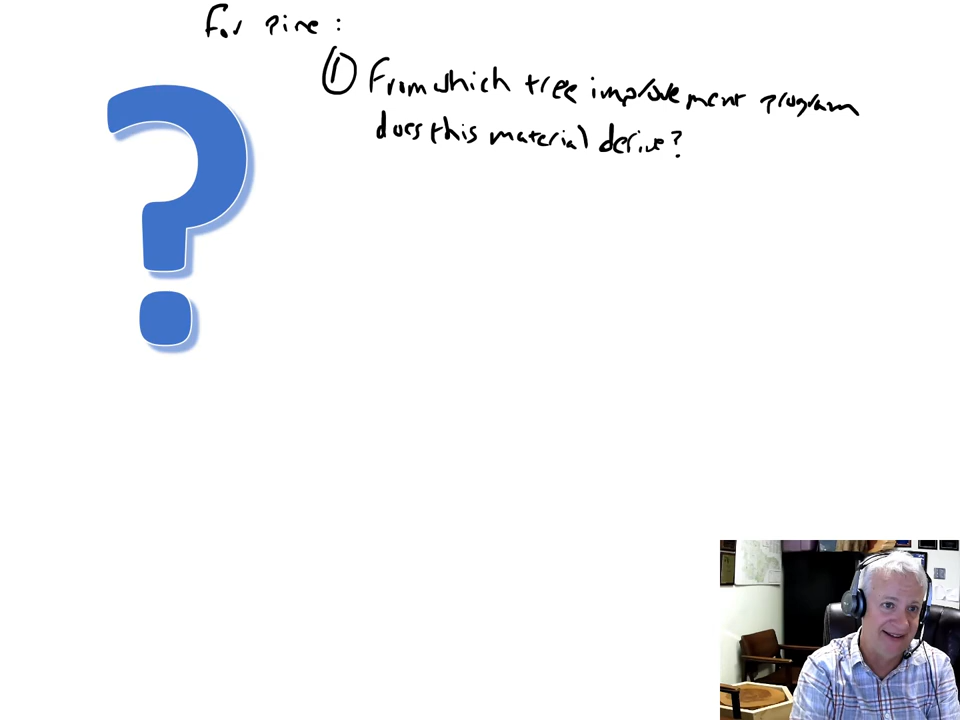 For pine :
① From which tree improvement program
does this material derive?
?